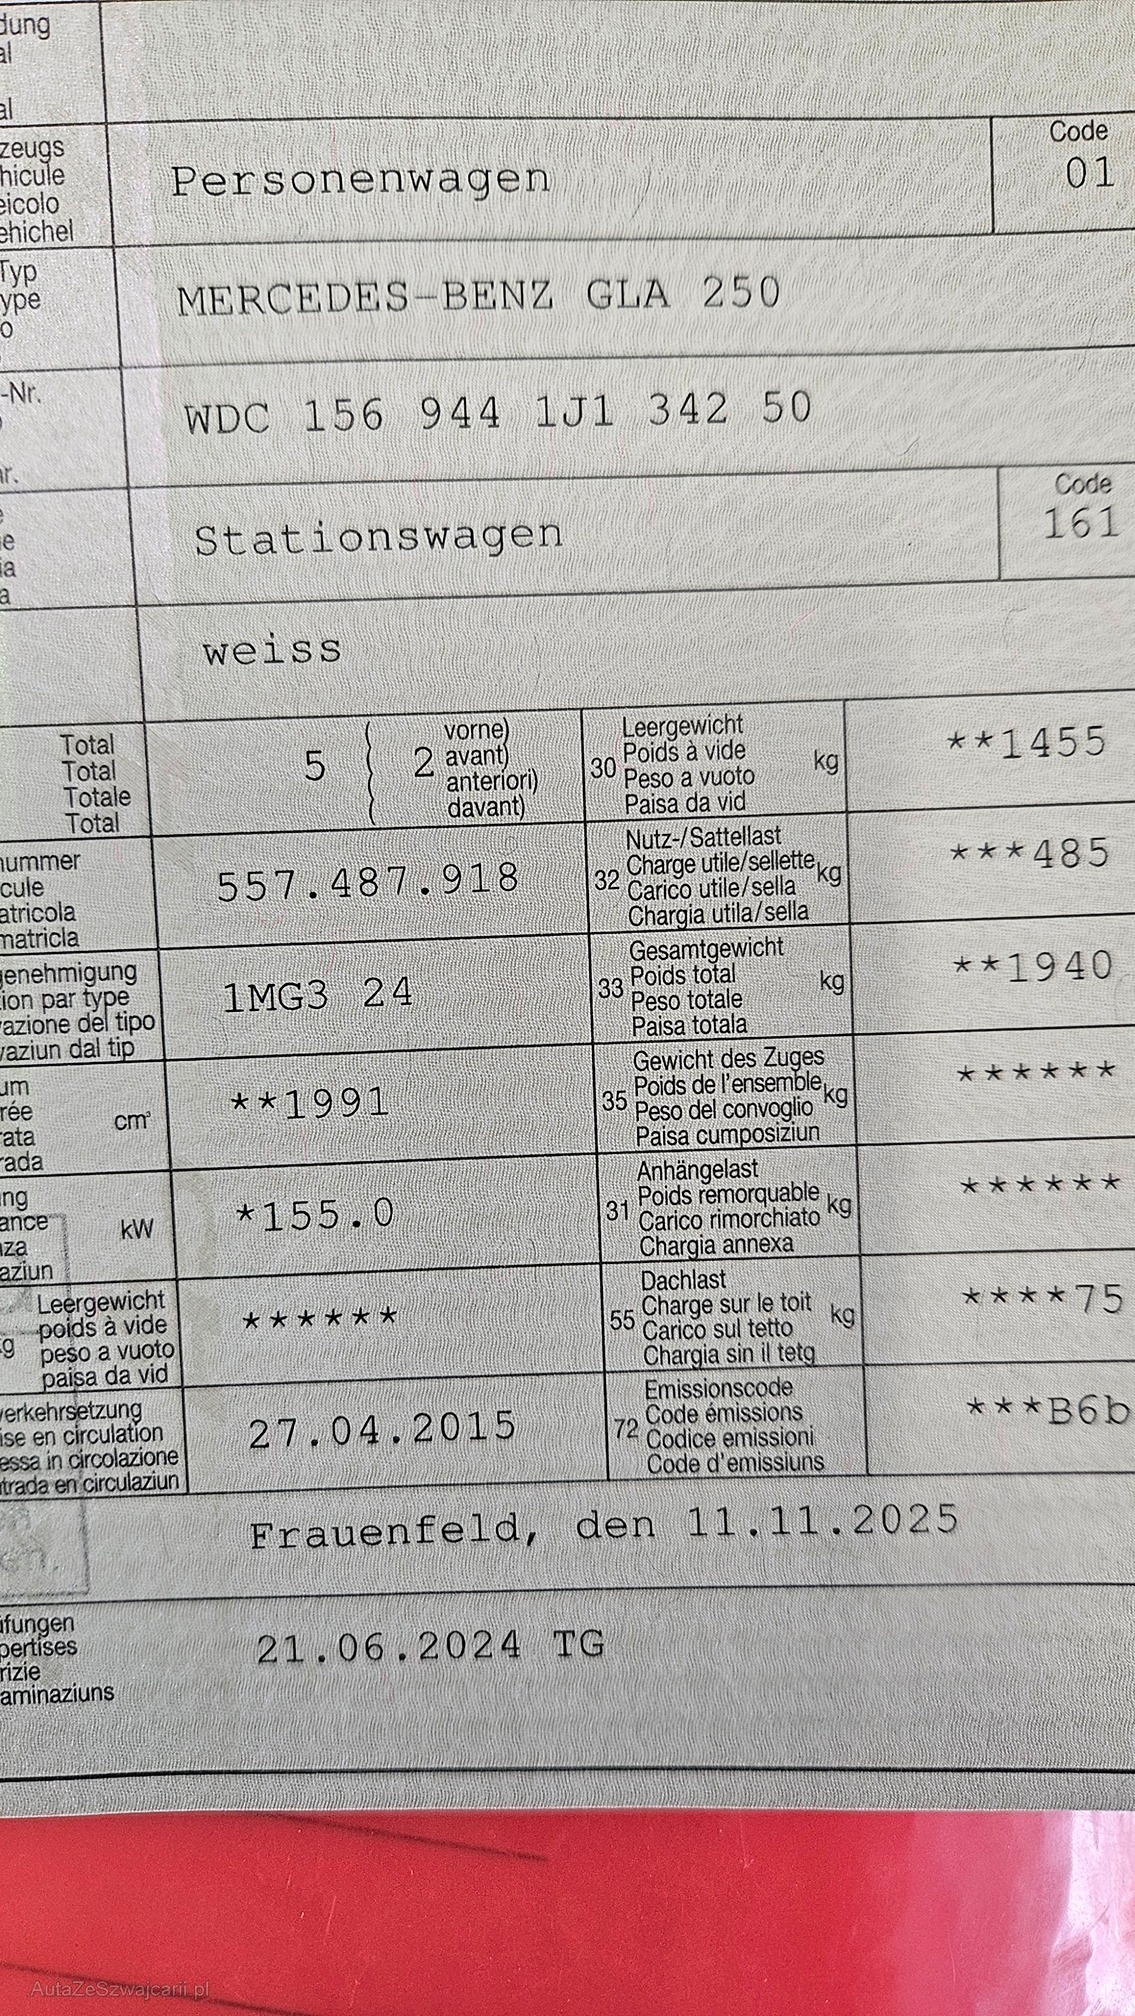 dung
al
al
zeugs
hicule
eicolo
ehichel
Personenwagen
Code
01
Typ
ype
o
MERCEDES-BENZ GLA 250
-Nr.
WDC 156 944 1J1 342 50
e
ie
ia
a
Stationswagen
Code
161
weiss
Total
Total
Totale
Total
5
2
vorne)
avant)
anteriori)
davant)
30
Leergewicht
Poids à vide
Peso a vuoto
Paisa da vid
kg
**1455
nummer
cule
atricola
matricla
557.487.918
32
Nutz-/Sattellast
Charge utile/sellette
Carico utile/sella
Chargia utila/sella
kg
***485
genehmigung
ion par type
azione del tipo
vaziun dal tip
1MG3 24
33
Gesamtgewicht
Poids total
Peso totale
Paisa totala
kg
**1940
um
rée
rata
rada
cm³
**1991
35
Gewicht des Zuges
Poids de l'ensemble
Peso del convoglio
Paisa cumposiziun
kg
******
ng
ance
nza
aziun
kW
*155.0
31
Anhängelast
Poids remorquable
Carico rimorchiato
Chargia annexa
kg
******
g
Leergewicht
poids à vide
peso a vuoto
paisa da vid
******
55
Dachlast
Charge sur le toit
Carico sul tetto
Chargia sin il tetg
kg
****75
verkehrsetzung
ise en circulation
essa in circolazione
ntrada en circulaziun
27.04.2015
72
Emissionscode
Code émissions
Codice emissioni
Code d'emissiuns
***B6b
Frauenfeld, den 11.11.2025
üfungen
pertises
rizie
aminaziuns
21.06.2024 TG
AutaZeSzwajcarii.pl